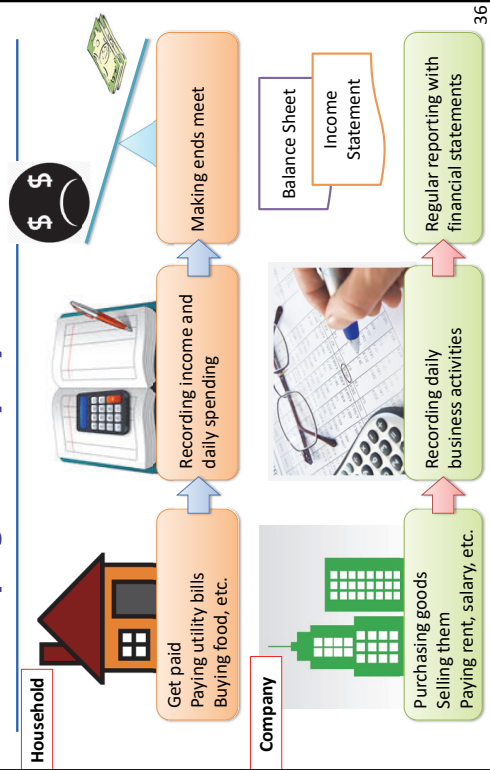 Household
Get paid
Paying utility bills
Buying food, etc.
Recording income and
daily spending
$ $
Making ends meet
Company
Purchasing goods
Selling them
Paying rent, salary, etc.
Recording daily
business activities
Balance Sheet
Income
Statement
Regular reporting with
financial statements
36